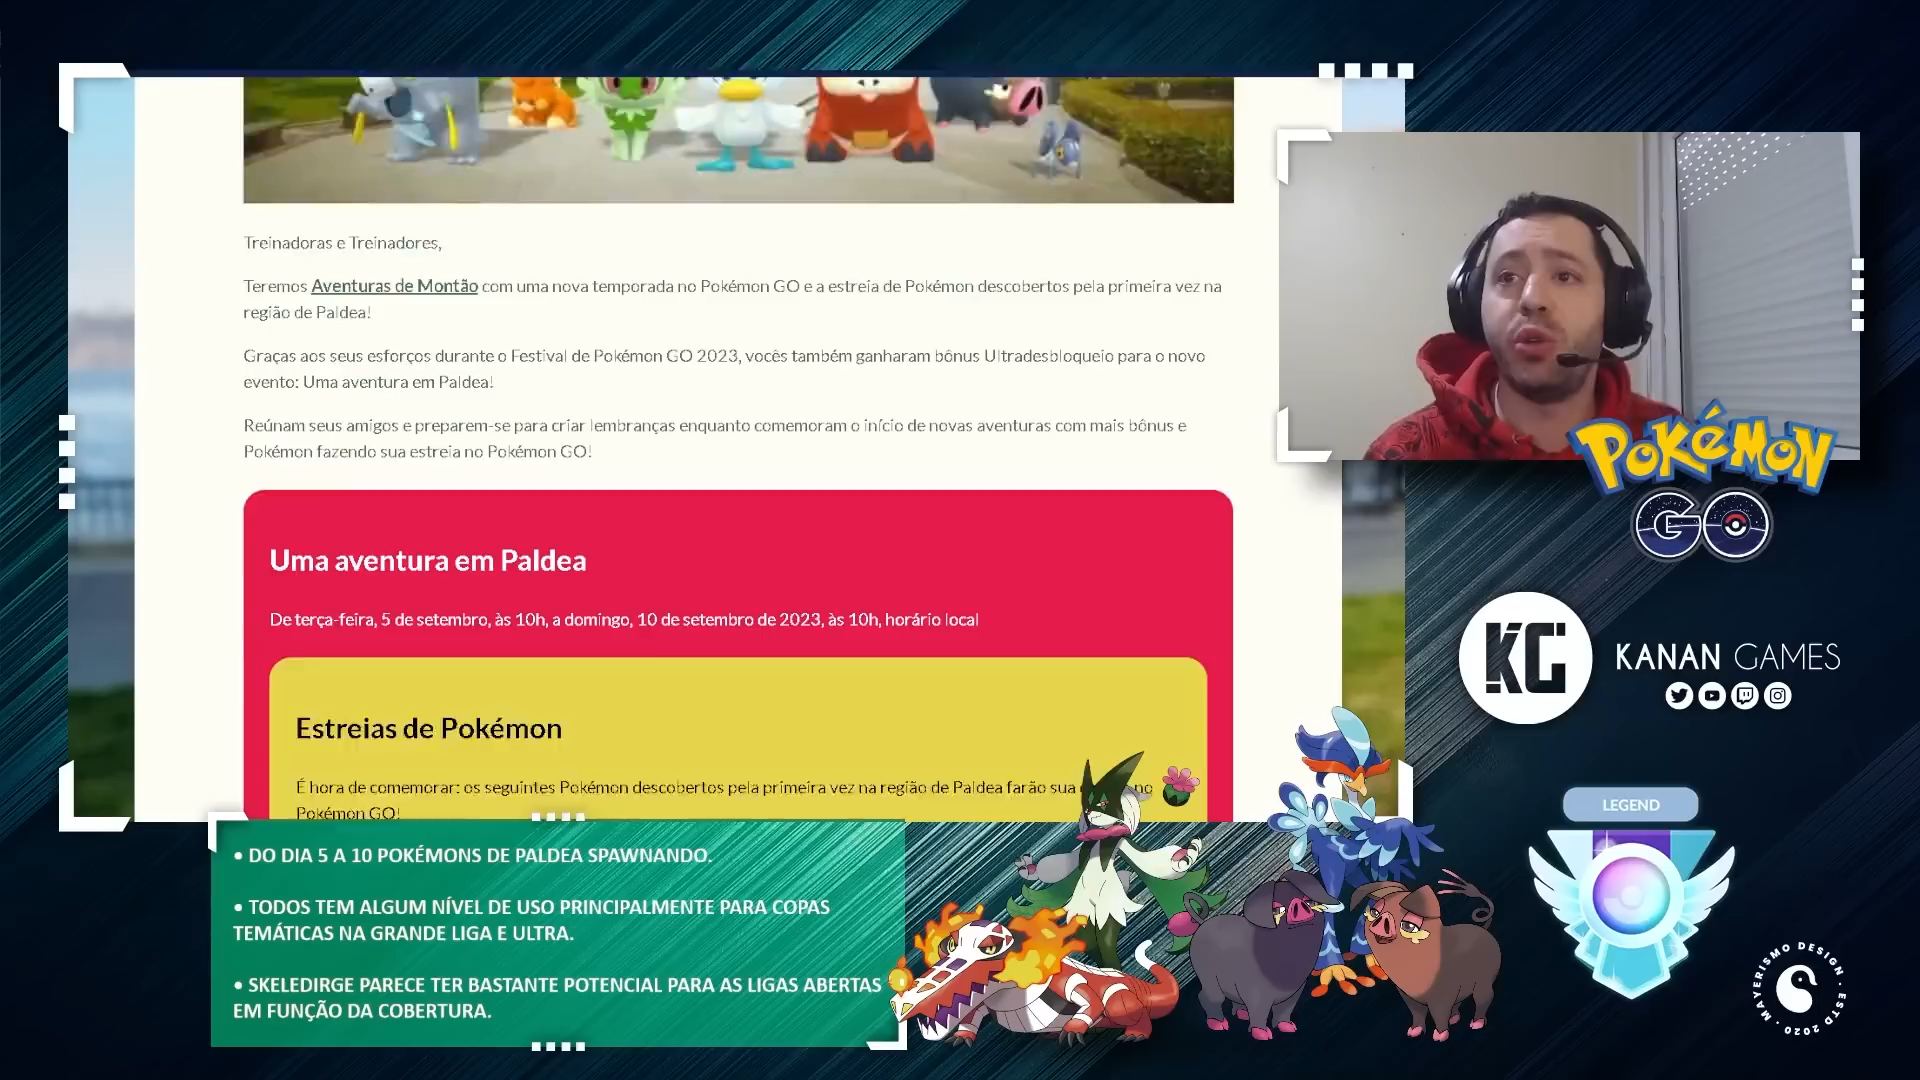 Treinadoras e Treinadores,
Teremos Aventuras de Montão com uma nova temporada no Pokémon GO e a estreia de Pokémon descobertos pela primeira vez na
região de Paldea!
Graças aos seus esforços durante o Festival de Pokémon GO 2023, vocês também ganharam bônus Ultradesbloqueio para o novo
evento: Uma aventura em Paldea!
Reúnam seus amigos e preparem-se para criar lembranças enquanto comemoram o início de novas aventuras com mais bônus e
Pokémon fazendo sua estreia no Pokémon GO!
Uma aventura em Paldea
De terça-feira, 5 de setembro, às 10h, a domingo, 10 de setembro de 2023, às 10h, horário local
Estreias de Pokémon
É hora de comemorar: os seguintes Pokémon descobertos pela primeira vez na região de Paldea farão sua no
Pokémon GO!
• DO DIA 5 A 10 POKÉMONS DE PALDEA SPAWNANDO.
• TODOS TEM ALGUM NÍVEL DE USO PRINCIPALMENTE PARA COPAS
TEMÁTICAS NA GRANDE LIGA E ULTRA.
• SKELEDIRGE PARECE TER BASTANTE POTENCIAL PARA AS LIGAS ABERTAS
EM FUNÇÃO DA COBERTURA.
POKéMON
GO
KG
KANAN GAMES
LEGEND
MAYERISMO DESIGN · ESTD 2020 ·